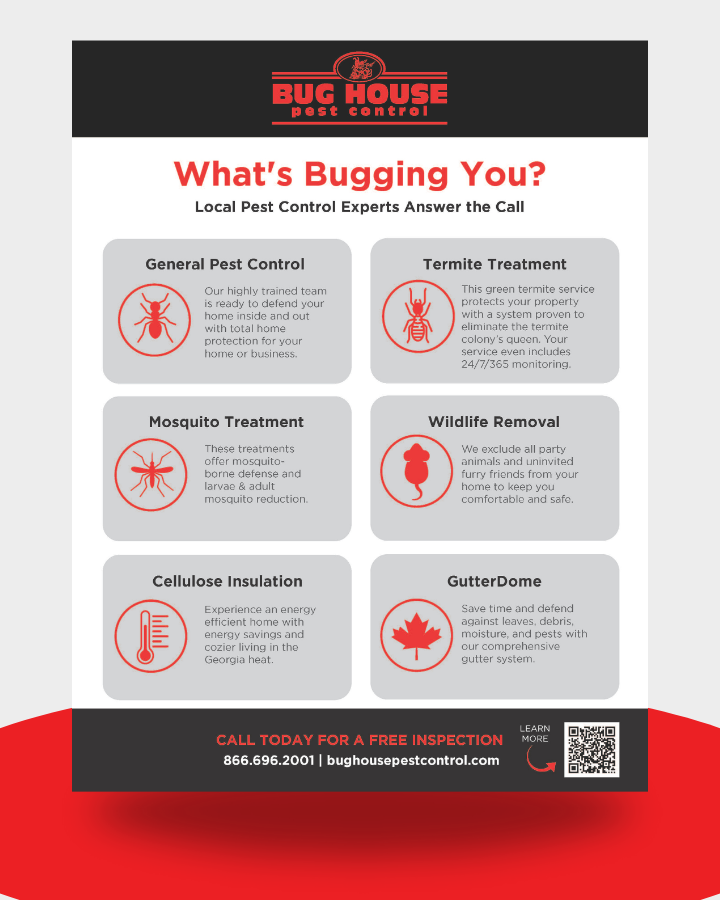 BUG HOUSE
pest control
What's Bugging You?
Local Pest Control Experts Answer the Call
General Pest Control
Our highly trained team
is ready to defend your
home inside and out
with total home
protection for your
home or business.
Termite Treatment
This green termite service
protects your property
with a system proven to
eliminate the termite
colony's queen. Your
service even includes
24/7/365 monitoring.
Mosquito Treatment
These treatments
offer mosquito-
borne defense and
larvae & adult
mosquito reduction.
Wildlife Removal
We exclude all party
animals and uninvited
furry friends from your
home to keep you
comfortable and safe.
Cellulose Insulation
Experience an energy
efficient home with
energy savings and
cozier living in the
Georgia heat.
GutterDome
Save time and defend
against leaves, debris,
moisture, and pests with
our comprehensive
gutter system.
CALL TODAY FOR A FREE INSPECTION
866.696.2001 | bughousepestcontrol.com
LEARN
MORE